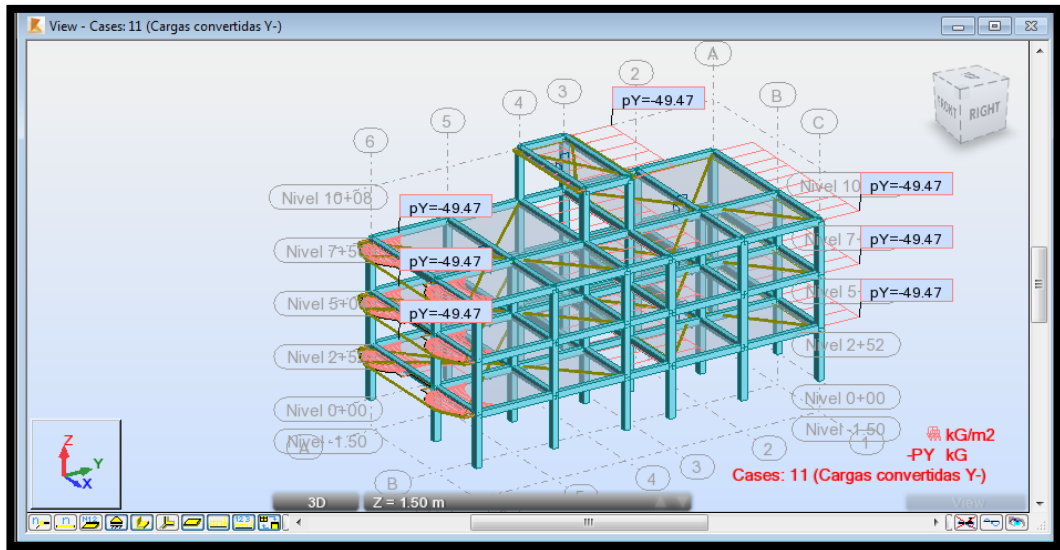 View - Cases: 11 (Cargas convertidas Y-)
A
2
pY=-49.47
3
B
4
C
5
6
FRONT
RIGHT
Nivel 10+08
Nivel 10
pY=-49.47
pY=-49.47
Nivel 7+5
Nivel 7-
pY=-49.47
pY=-49.47
Nivel 5+0
Nivel 5
pY=-49.47
pY=-49.47
Nivel 2+5
Nivel 2+52
Nivel 0+00
Nivel 0+00
Nivel -1.50
Nivel -1.50
A
1
2
3
4
B
kG/m2
-PY kG
Cases: 11 (Cargas convertidas Y-)
Z
Y
X
3D
Z = 1.50 m
View